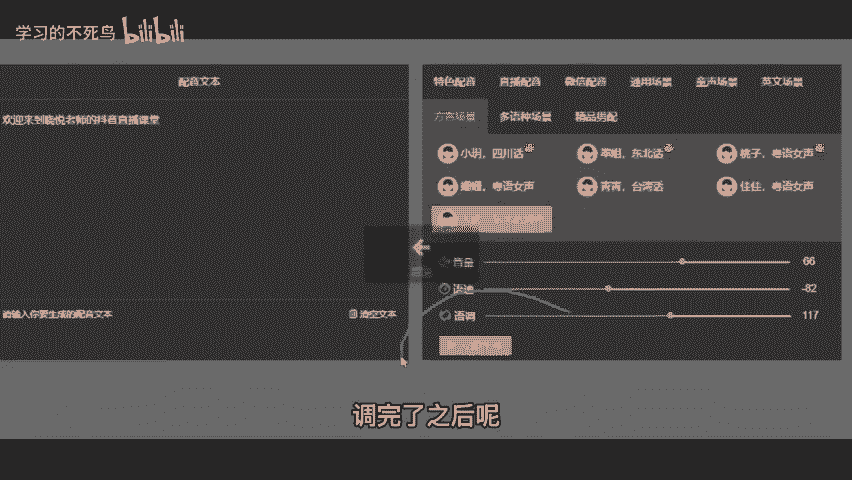 学习的不死鸟 bilibili
配音文本
欢迎来到晓悦老师的抖音直播课堂
请输入你要生成的配音文本
清空文本
特色配音 直播配音 微信配音 通用场景 童声场景 英文场景
方言场景 多语种场景 精品男配
小玥，四川话 翠姐，东北话 桃子，粤语女声
姗姗，粤语女声 青青，台湾话 佳佳，粤语女声
音量 66
语速 -82
语调 117
调完了之后呢